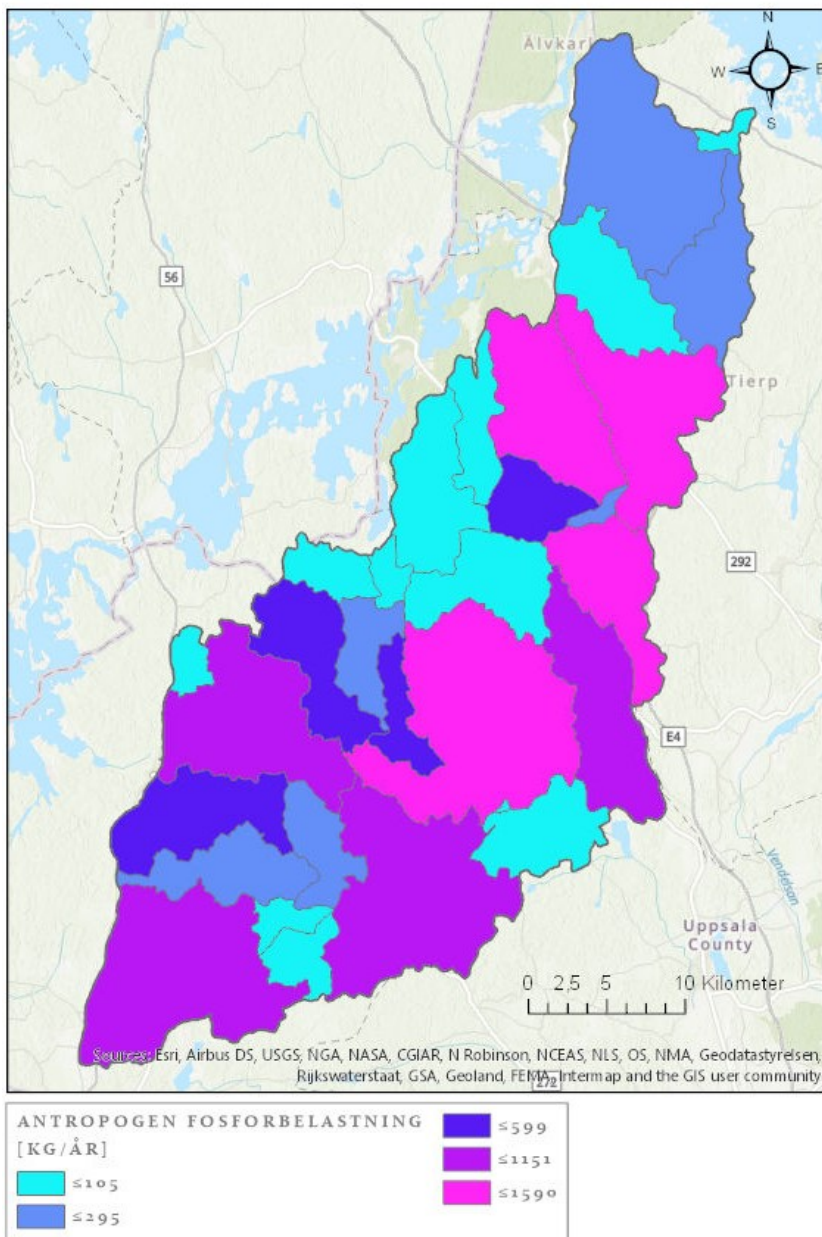 N
Älvkarl
W
E
S
56
Tierp
292
E4
Vendelsån
Uppsala
County
0 2,5 5 10 Kilometer
Sources: Esri, Airbus DS, USGS, NGA, NASA, CGIAR, N Robinson, NCEAS, NLS, OS, NMA, Geodatastyrelsen,
Rijkswaterstaat, GSA, Geoland, FEMA, Intermap and the GIS user community
272
ANTROPOGEN FOSFORBELASTNING
[KG/ÅR]
≤105
≤295
≤599
≤1151
≤1590